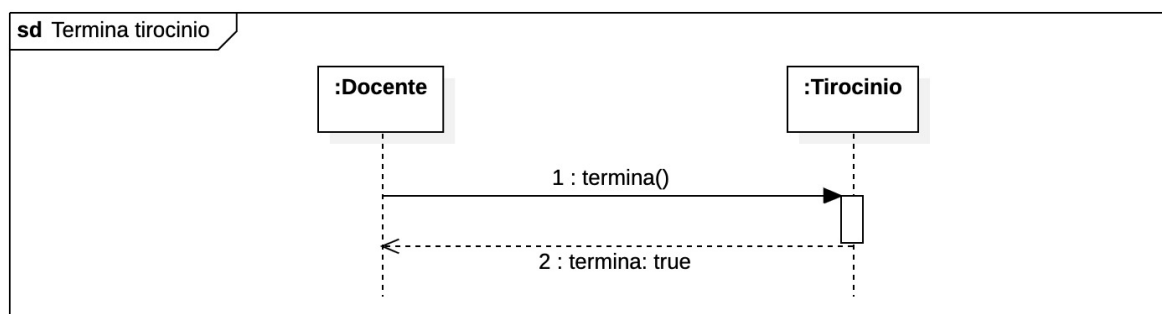 sd Termina tirocinio
:Docente
:Tirocinio
1 : termina()
2 : termina: true